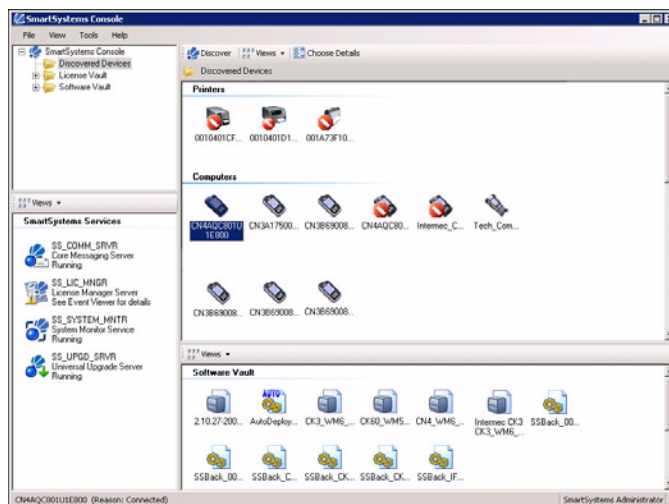 SmartSystems Console
File View Tools Help
SmartSystems Console
Discovered Devices
License Vault
Software Vault
Views
SmartSystems Services
SS_COMM_SRVR
Core Messaging Server
Running
SS_LIC_MNGR
License Manager Server
See Event Viewer for details
SS_SYSTEM_MNTR
System Monitor Service
Running
SS_UPGD_SRVR
Universal Upgrade Server
Running
Discover Views Choose Details
Discovered Devices
Printers
0010401CF... 0010401D1... 001A73F10...
Computers
CN4AQC801U
1E800
CN3A17500... CN3B69008... CN4AQC80... Intermec_C... Tech_Com...
CN3B69008... CN3B69008... CN3B69008...
Views
Software Vault
2.10.27-200... AutoDeploy... CK3_WM6_... CK60_WM5... CN4_WM6_... Intermec CK3
CK3_WM6_...
SSBack_00...
SSBack_00... SSBack_C... SSBack_CK... SSBack_CK... SSBack_IF...
CN4AQC801U1E800 (Reason: Connected)
SmartSystems Administrator